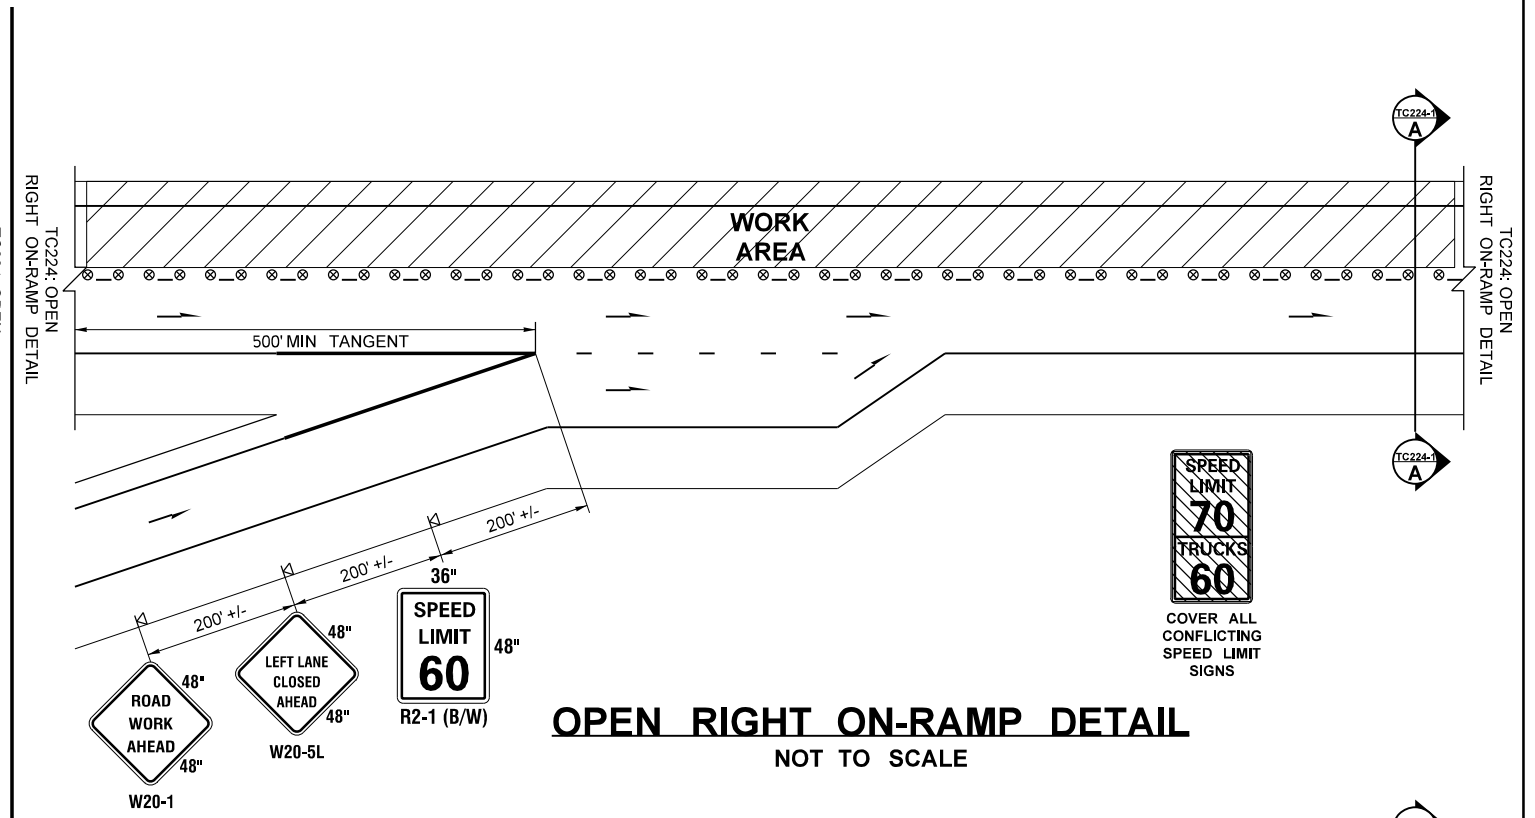 TC224-1
A
TC224: OPEN
RIGHT ON-RAMP DETAIL
TC224: OPEN
RIGHT ON-RAMP DETAIL
WORK
AREA
500' MIN TANGENT
TC224-1
A
SPEED
LIMIT
70
TRUCKS
60
COVER ALL
CONFLICTING
SPEED LIMIT
SIGNS
200' +/-
200' +/-
200' +/-
36"
SPEED
LIMIT
60
48"
R2-1 (B/W)
48"
LEFT LANE
CLOSED
AHEAD
48"
W20-5L
48"
ROAD
WORK
AHEAD
48"
W20-1
OPEN RIGHT ON-RAMP DETAIL
NOT TO SCALE